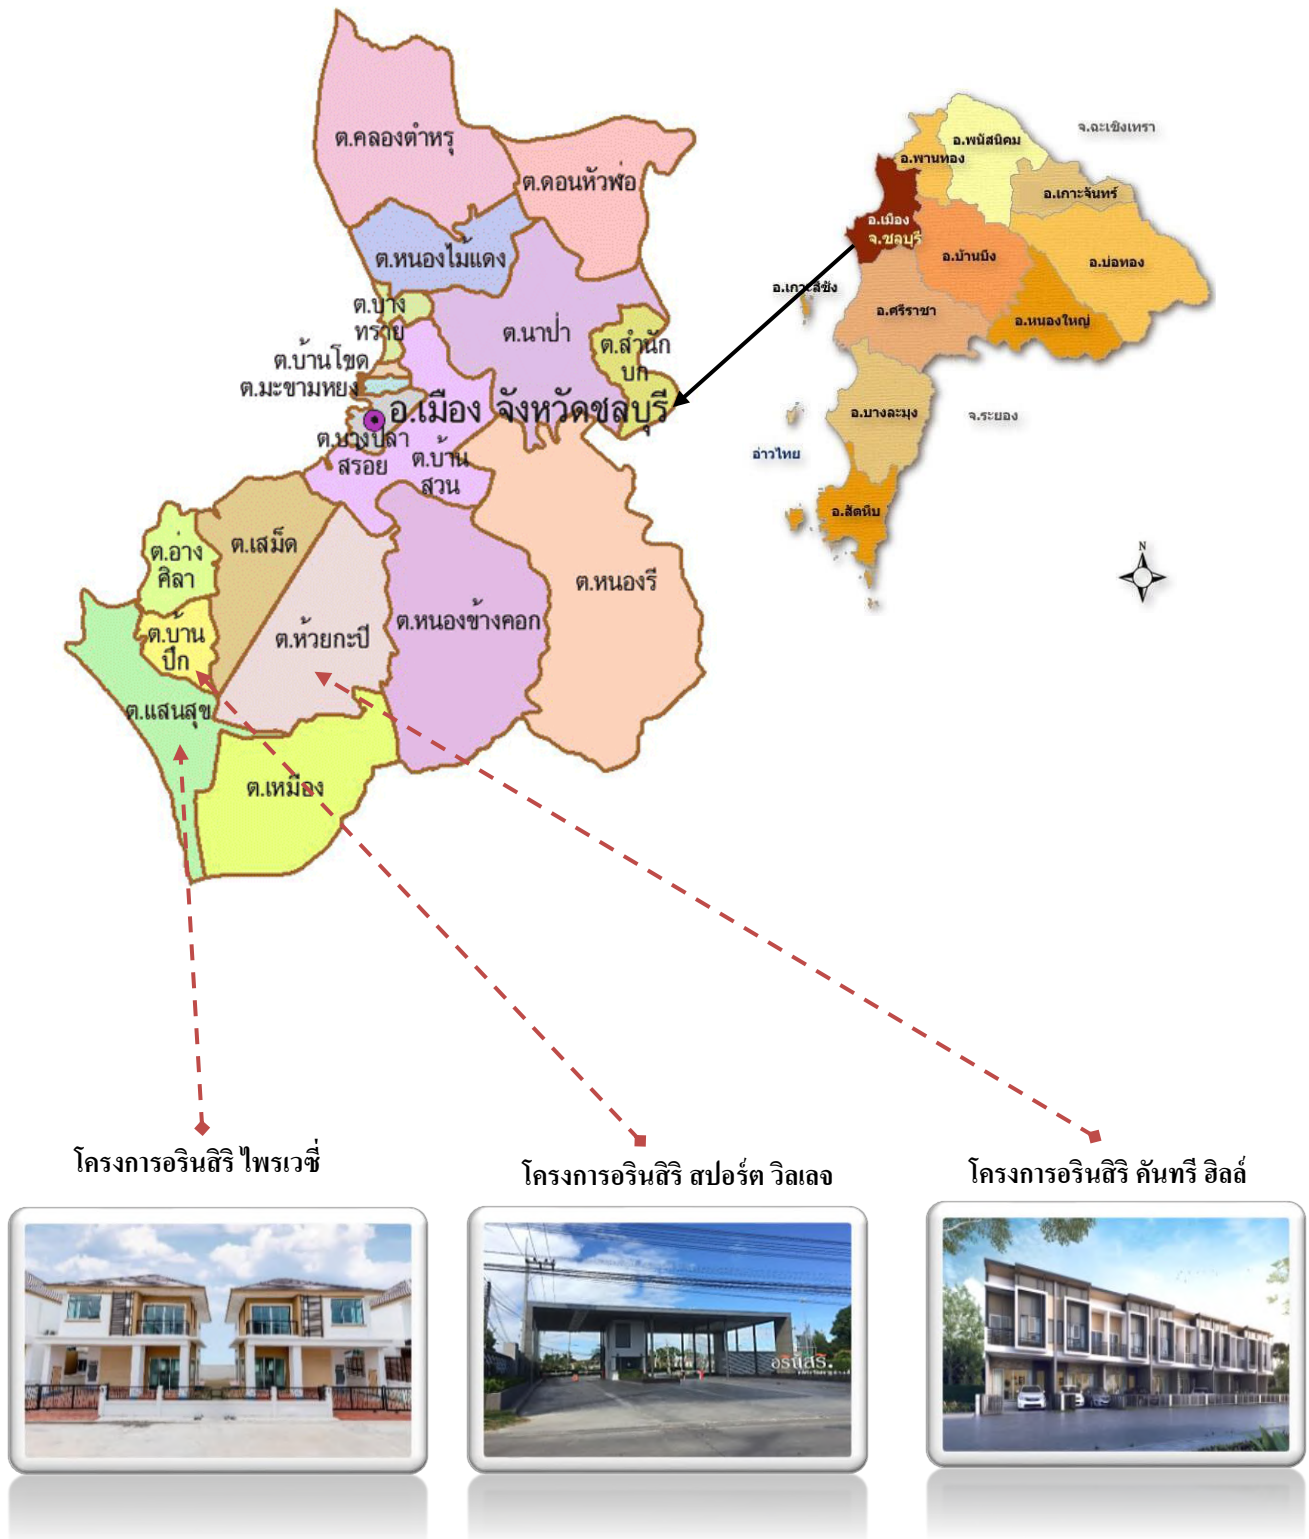 ต.คลองตำหรุ
ต.ดอนหัวฬ่อ
ต.หนองไม้แดง
ต.บาง
ทราย
ต.นาป่า
ต.สำนัก
บก
ต.บ้านโขด
ต.มะขามหยง
อ.เมือง จังหวัดชลบุรี
ต.บางปลา
สร้อย
ต.บ้าน
สวน
ต.เสม็ด
ต.อ่าง
ศิลา
ต.หนองรี
ต.หนองข้างคอก
ต.ห้วยกะปี
ต.บ้าน
ปึก
ต.แสนสุข
ต.เหมือง
จ.ฉะเชิงเทรา
อ.พนัสนิคม
อ.พานทอง
อ.เกาะจันทร์
อ.เมือง
จ.ชลบุรี
อ.บ้านบึง
อ.บ่อทอง
อ.เกาะสีชัง
อ.ศรีราชา
อ.หนองใหญ่
อ.บางละมุง
จ.ระยอง
อ่าวไทย
อ.สัตหีบ
N
โครงการอรินสิริ ไพรเวซี่
โครงการอรินสิริ สปอร์ต วิลเลจ
โครงการอรินสิริ คันทรี ฮิลล์
อรินสิริ